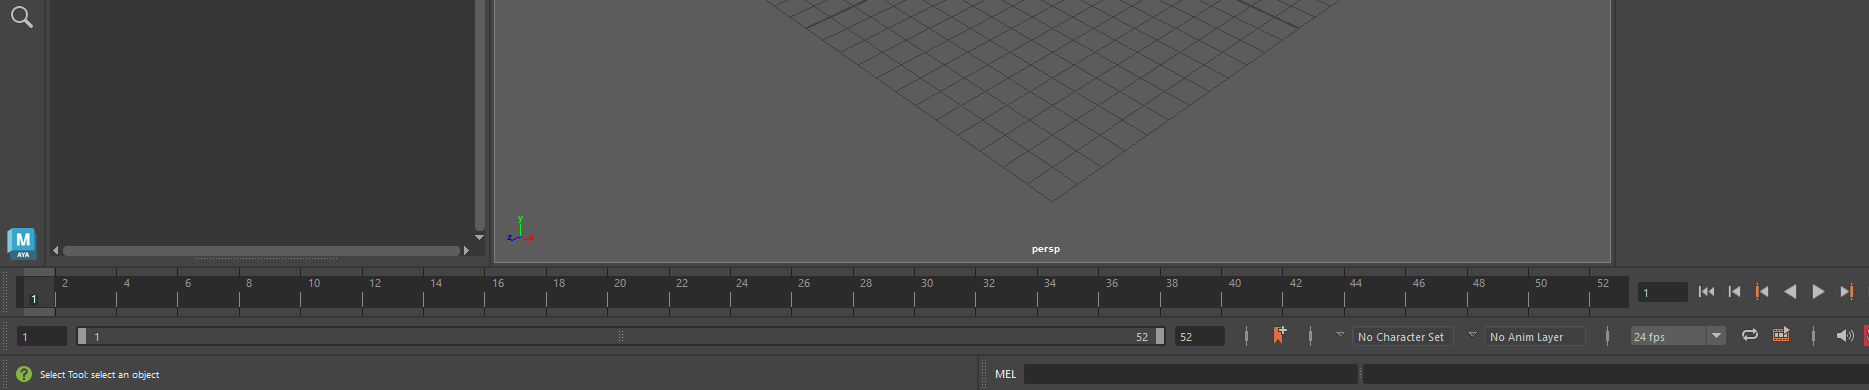 y
z x
M
AYA
persp
2 4 6 8 10 12 14 16 18 20 22 24 26 28 30 32 34 36 38 40 42 44 46 48 50 52
1
1
1 1 52 52 No Character Set No Anim Layer 24 fps
? Select Tool: select an object MEL